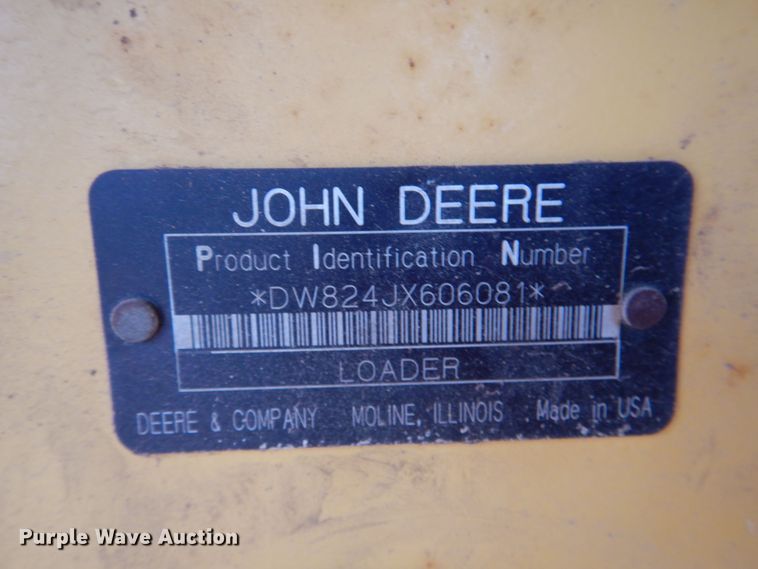 JOHN DEERE
Product Identification Number
*DW824JX606081*
LOADER
DEERE & COMPANY MOLINE, ILLINOIS Made in USA
Purple Wave Auction